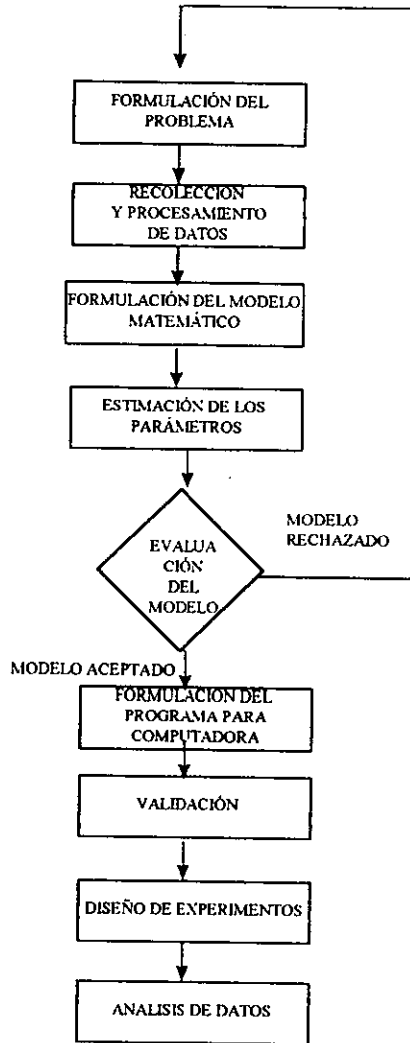 FORMULACIÓN DEL
PROBLEMA
RECOLECCION
Y PROCESAMIENTO
DE DATOS
FORMULACIÓN DEL MODELO
MATEMÁTICO
ESTIMACIÓN DE LOS
PARÁMETROS
EVALUA
CIÓN
DEL
MODELO
MODELO
RECHAZADO
MODELO ACEPTADO
FORMULACION DEL
PROGRAMA PARA
COMPUTADORA
VALIDACIÓN
DISEÑO DE EXPERIMENTOS
ANALISIS DE DATOS